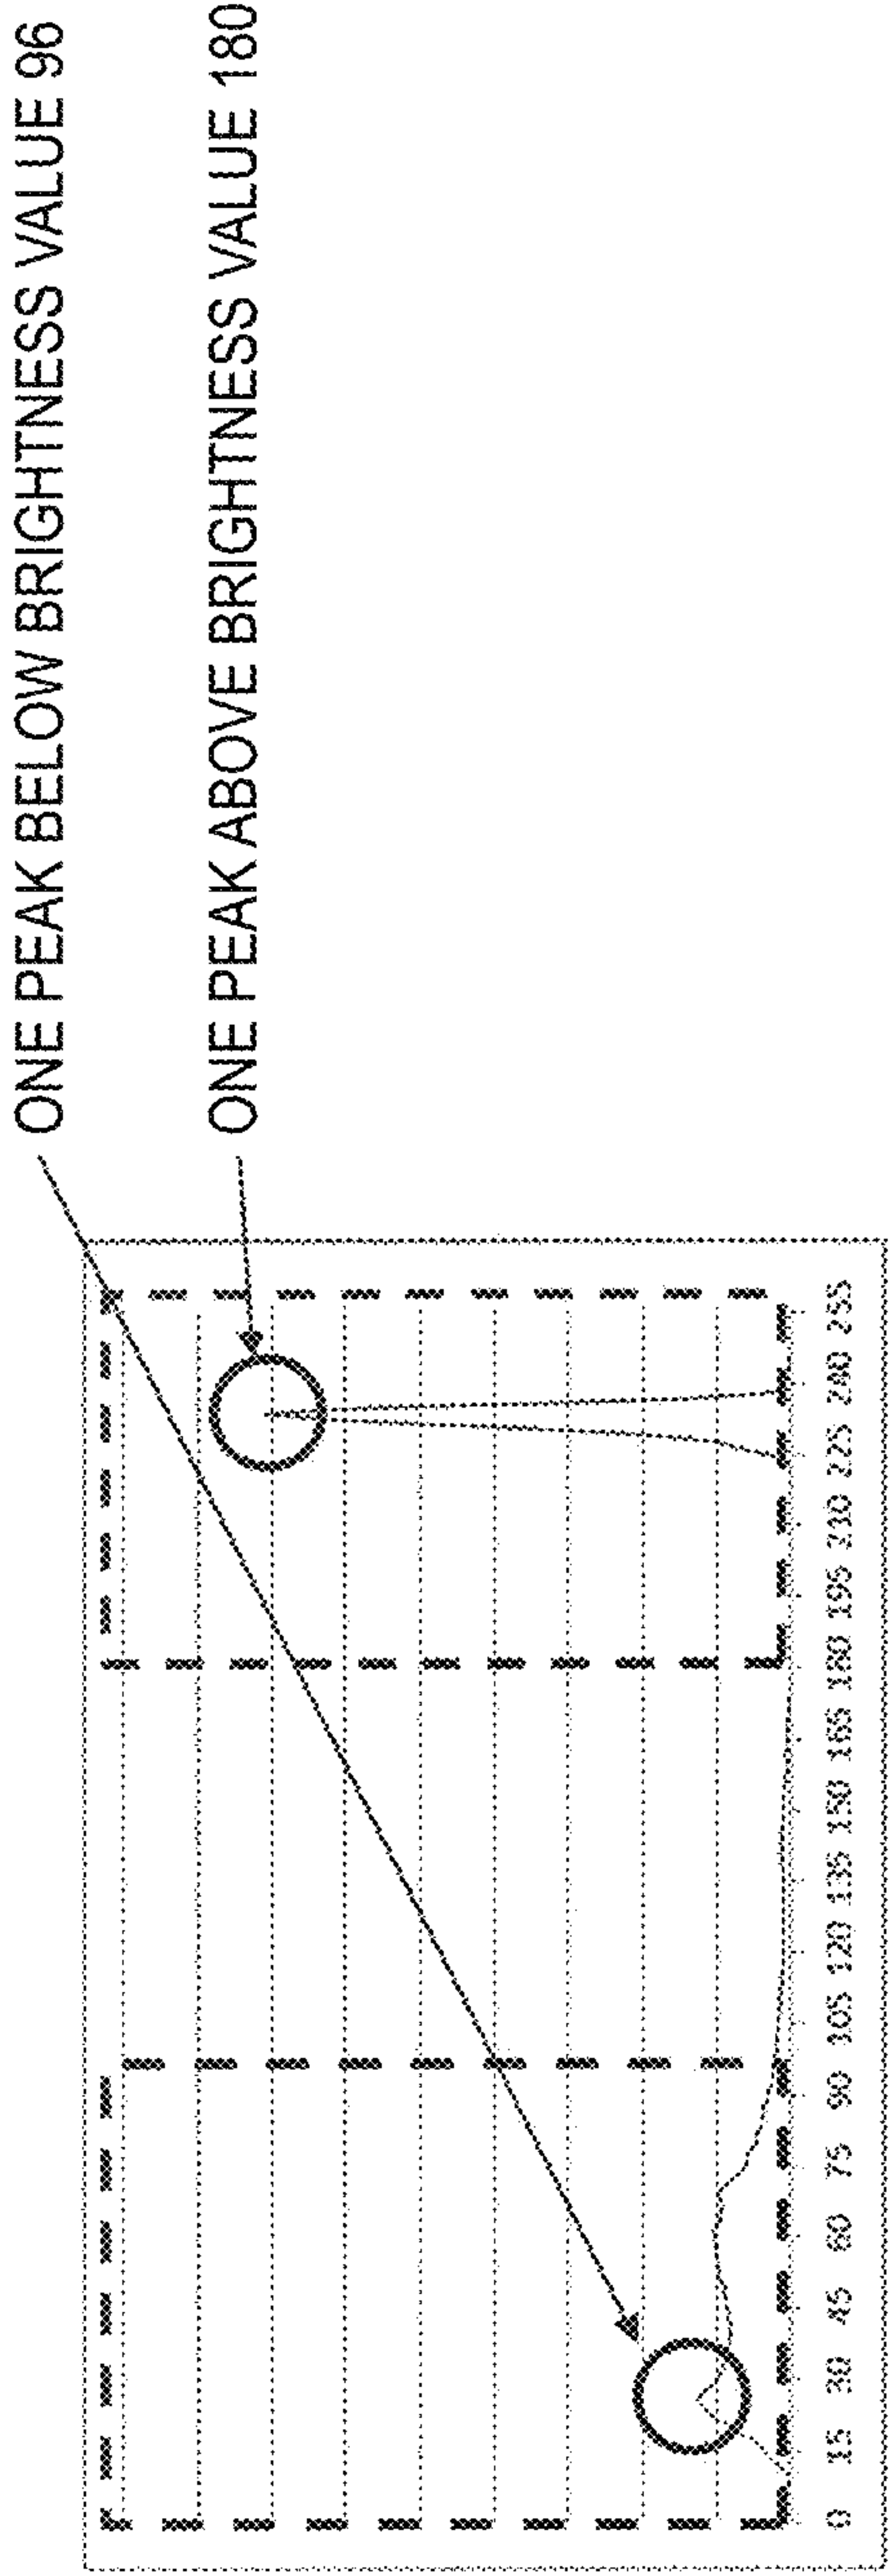 ONE PEAK BELOW BRIGHTNESS VALUE 96
ONE PEAK ABOVE BRIGHTNESS VALUE 180
0 15 30 45 60 75 90 105 120 135 150 165 180 195 210 225 240 255